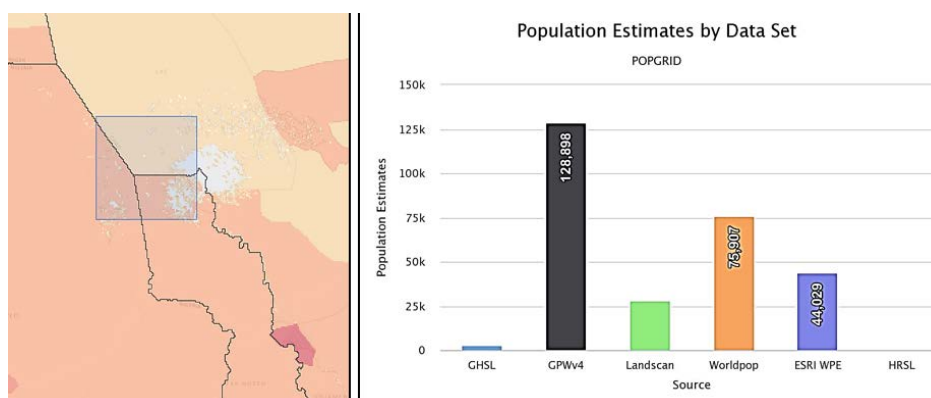 Population Estimates by Data Set
POPGRID
150k
125k
100k
75k
50k
25k
0
Population Estimates
128,898
75,907
44,029
GHSL
GPWv4
Landscan
Worldpop
ESRI WPE
HRSL
Source